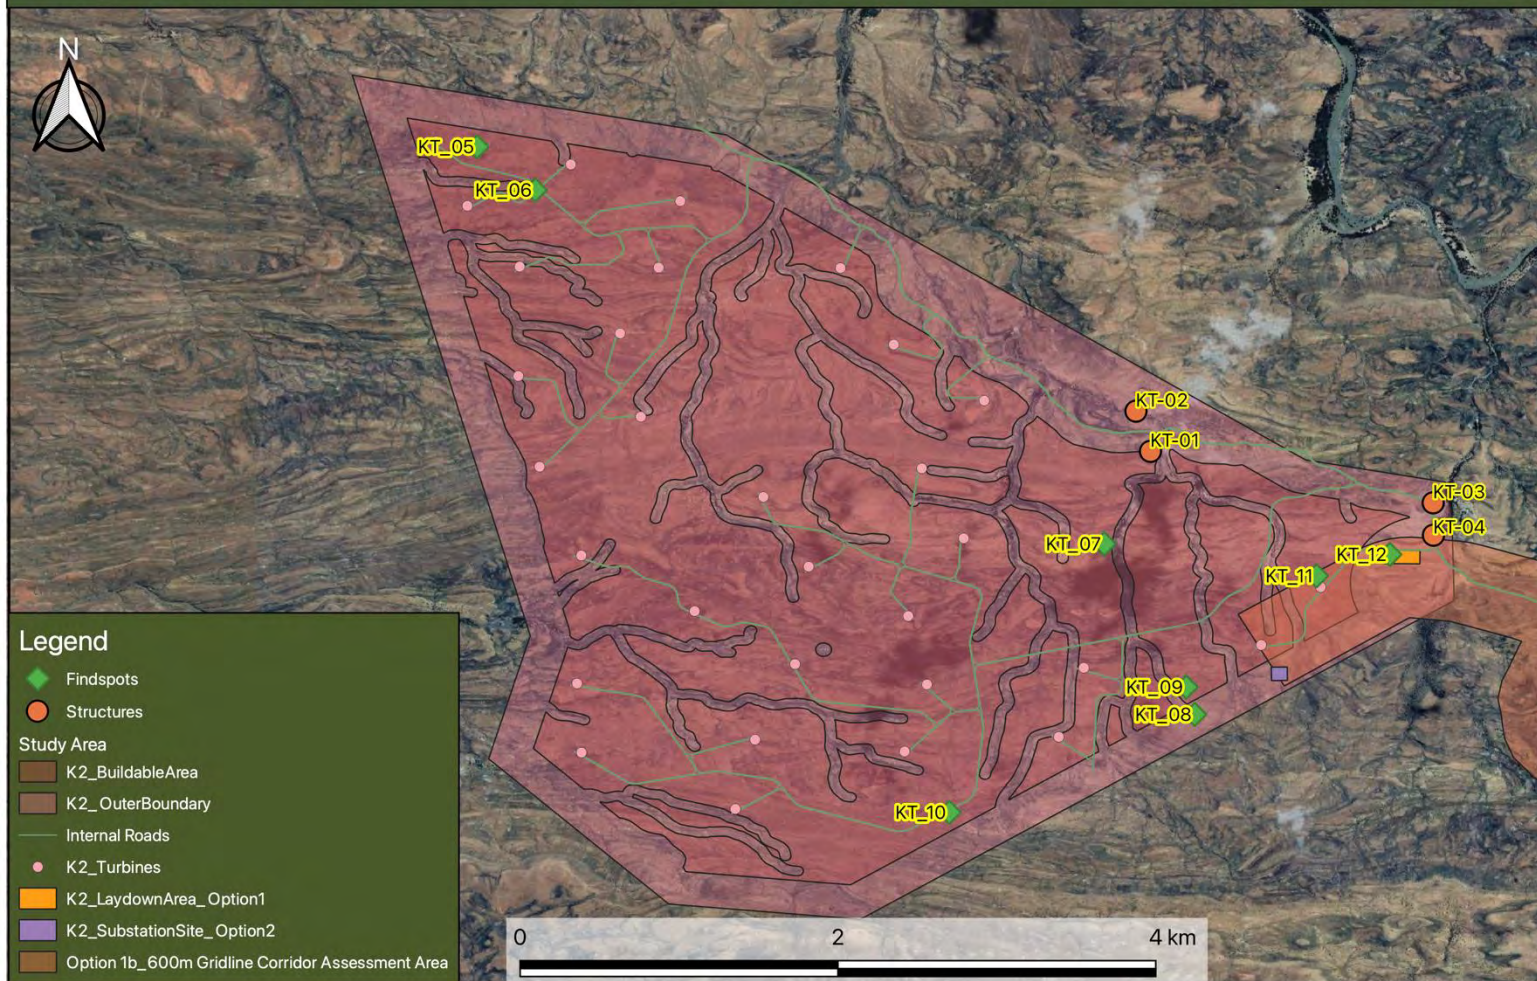 N
KT_05
KT_06
KT-02
KT-01
KT-03
KT-04
KT_07
KT_12
KT_11
KT_09
KT_08
KT_10
Legend
Findspots
Structures
Study Area
K2_BuildableArea
K2_ OuterBoundary
Internal Roads
K2_Turbines
K2_LaydownArea_Option1
K2_SubstationSite_Option2
Option 1b_600m Gridline Corridor Assessment Area
0 2 4 km